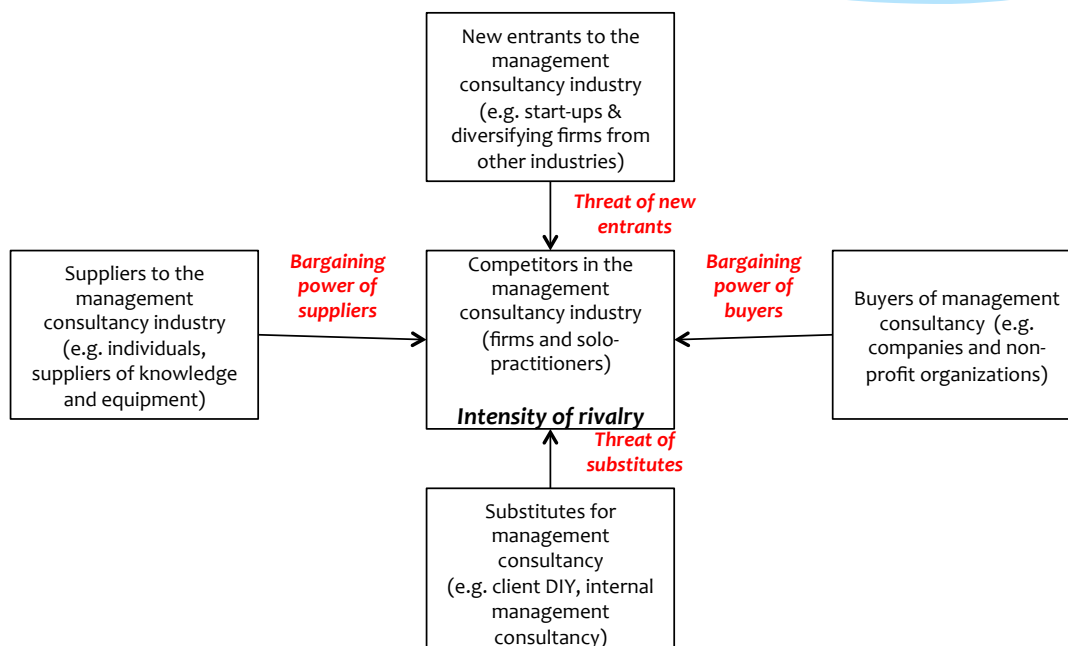 New entrants to the
management
consultancy industry
(e.g. start-ups &
diversifying firms from
other industries)
Threat of new
entrants
Suppliers to the
management
consultancy industry
(e.g. individuals,
suppliers of knowledge
and equipment)
Bargaining
power of
suppliers
Competitors in the
management
consultancy industry
(firms and solo-
practitioners)
Intensity of rivalry
Bargaining
power of
buyers
Buyers of management
consultancy (e.g.
companies and non-
profit organizations)
Threat of
substitutes
Substitutes for
management
consultancy
(e.g. client DIY, internal
management
consultancy)